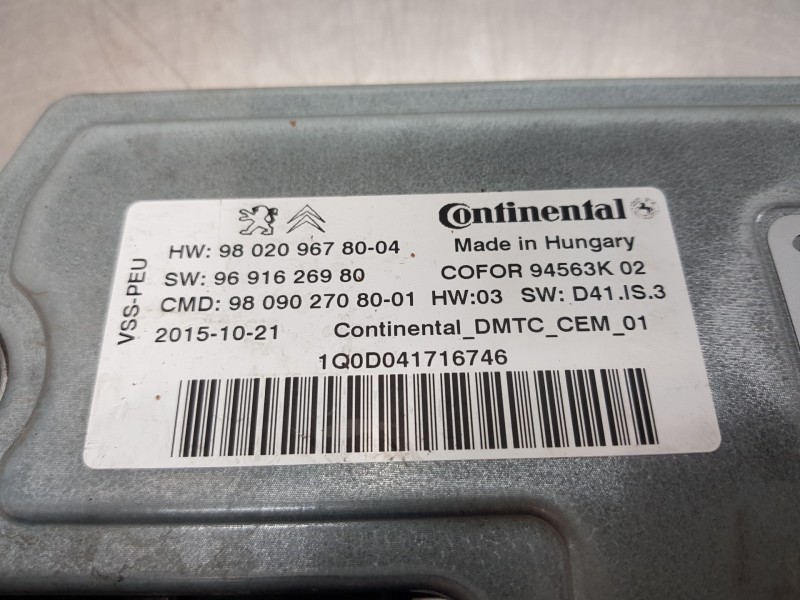 VSS-PEU
Continental
HW: 98 020 967 80-04 Made in Hungary
SW: 96 916 269 80 COFOR 94563K 02
CMD: 98 090 270 80-01 HW:03 SW: D41.IS.3
2015-10-21 Continental_DMTC_CEM_01
1Q0D041716746